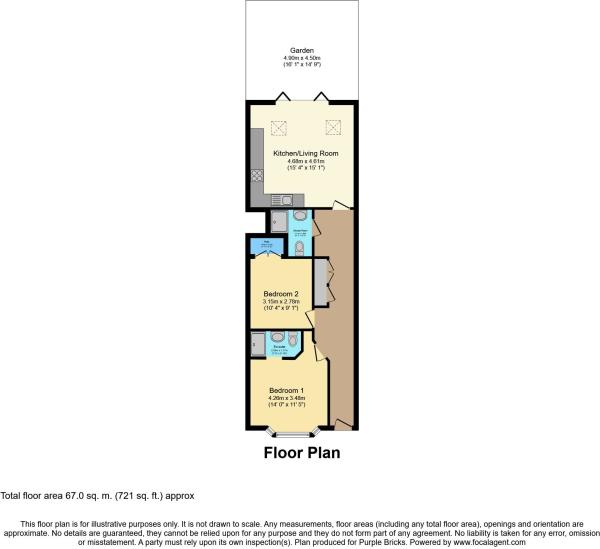 Garden
4.90m x 4.50m
(16' 1" x 14' 9")
Kitchen/Living Room
4.68m x 4.61m
(15' 4" x 15' 1")
Bedroom 2
3.15m x 2.78m
(10' 4" x 9' 1")
Bedroom 1
4.26m x 3.48m
(14' 0" x 11' 5")
Floor Plan
Total floor area 67.0 sq. m. (721 sq. ft.) approx
This floor plan is for illustrative purposes only. It is not drawn to scale. Any measurements, floor areas (including any total floor area), openings and orientation are
approximate. No details are guaranteed, they cannot be relied upon for any purpose and they do not form part of any agreement. No liability is taken for any error, omission
or misstatement. A party must rely upon its own inspection(s). Plan produced for Purple Bricks. Powered by www.focalagent.com